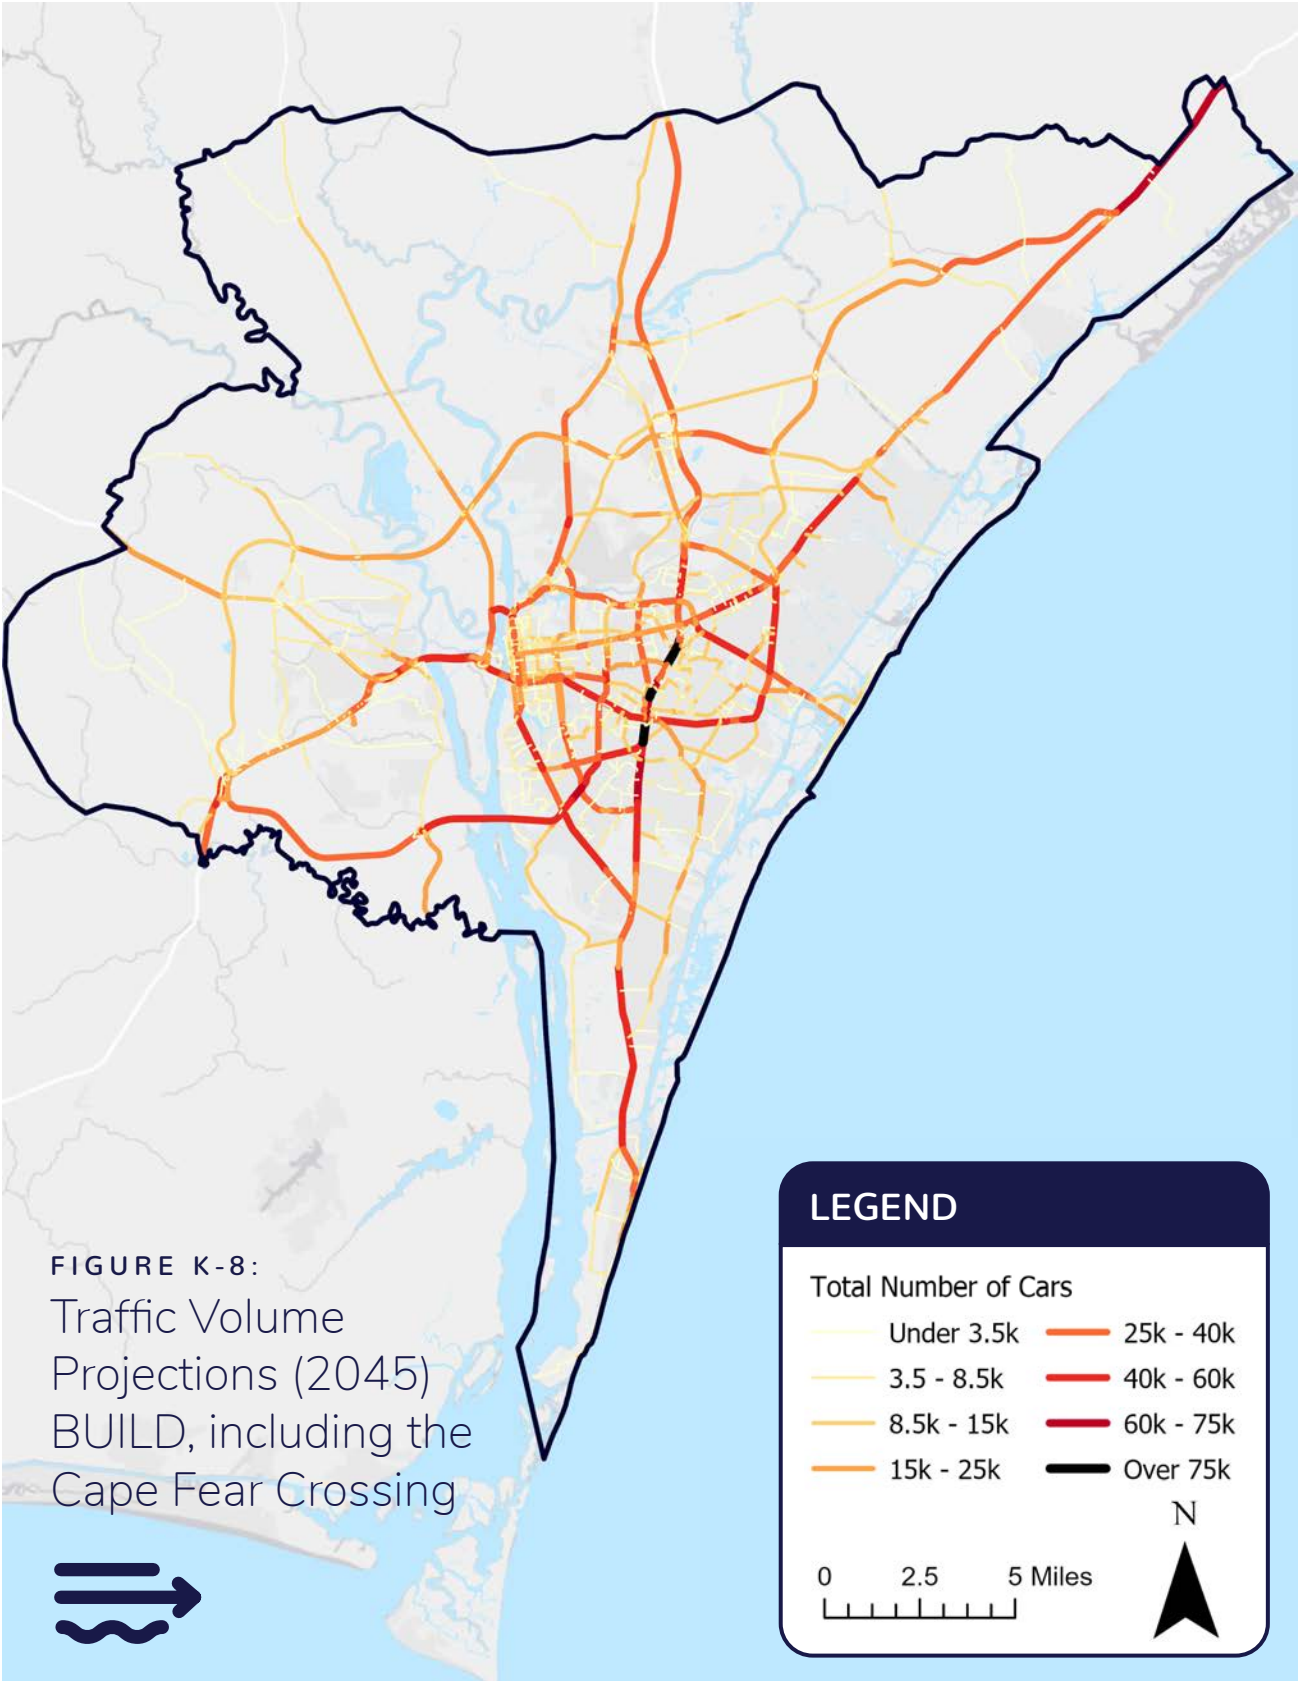 FIGURE K-8:
Traffic Volume
Projections (2045)
BUILD, including the
Cape Fear Crossing
LEGEND
Total Number of Cars
Under 3.5k
3.5 - 8.5k
8.5k - 15k
15k - 25k
25k - 40k
40k - 60k
60k - 75k
Over 75k
N
0 2.5 5 Miles